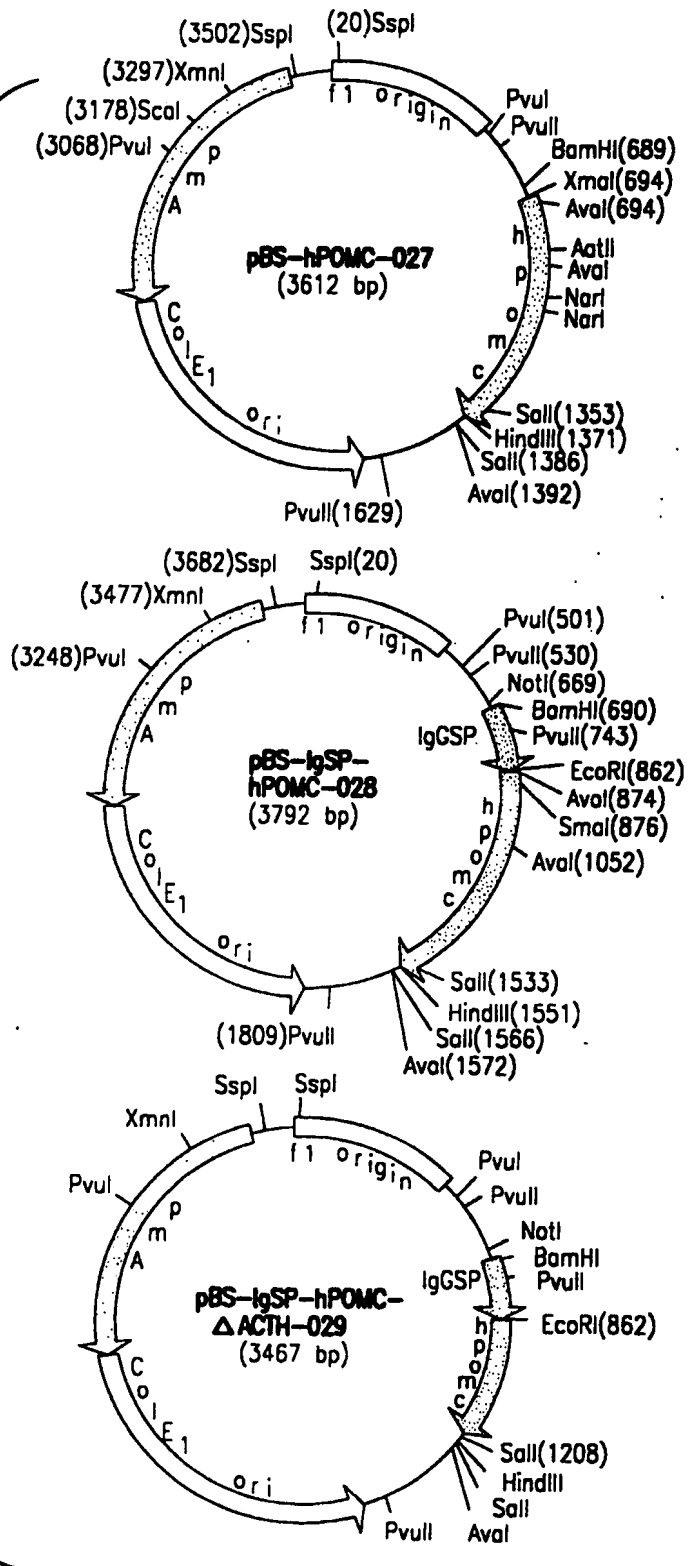 (3502)SspI
(20)SspI
(3297)XmnI
(3178)ScaI
(3068)PvuI
f1 origin
PvuI
PvuII
BamHI(689)
XmaI(694)
AvaI(694)
AatII
AvaI
NarI
NarI
Amp
hpomc
pBS-hPOMC-027
(3612 bp)
ColE1 ori
SalI(1353)
HindIII(1371)
SalI(1386)
AvaI(1392)
PvuII(1629)
(3682)SspI
SspI(20)
(3477)XmnI
(3248)PvuI
f1 origin
PvuI(501)
PvuII(530)
NotI(669)
BamHI(690)
IgGSP
PvuII(743)
EcoRI(862)
AvaI(874)
SmaI(876)
AvaI(1052)
Amp
hpomc
pBS-IgSP-
hPOMC-028
(3792 bp)
ColE1 ori
SalI(1533)
HindIII(1551)
SalI(1566)
AvaI(1572)
(1809)PvuII
SspI
SspI
XmnI
PvuI
f1 origin
PvuI
PvuII
NotI
BamHI
IgGSP
PvuII
EcoRI(862)
Amp
hpomc
pBS-IgSP-hPOMC-
ΔACTH-029
(3467 bp)
ColE1 ori
SalI(1208)
HindIII
SalI
AvaI
PvuII